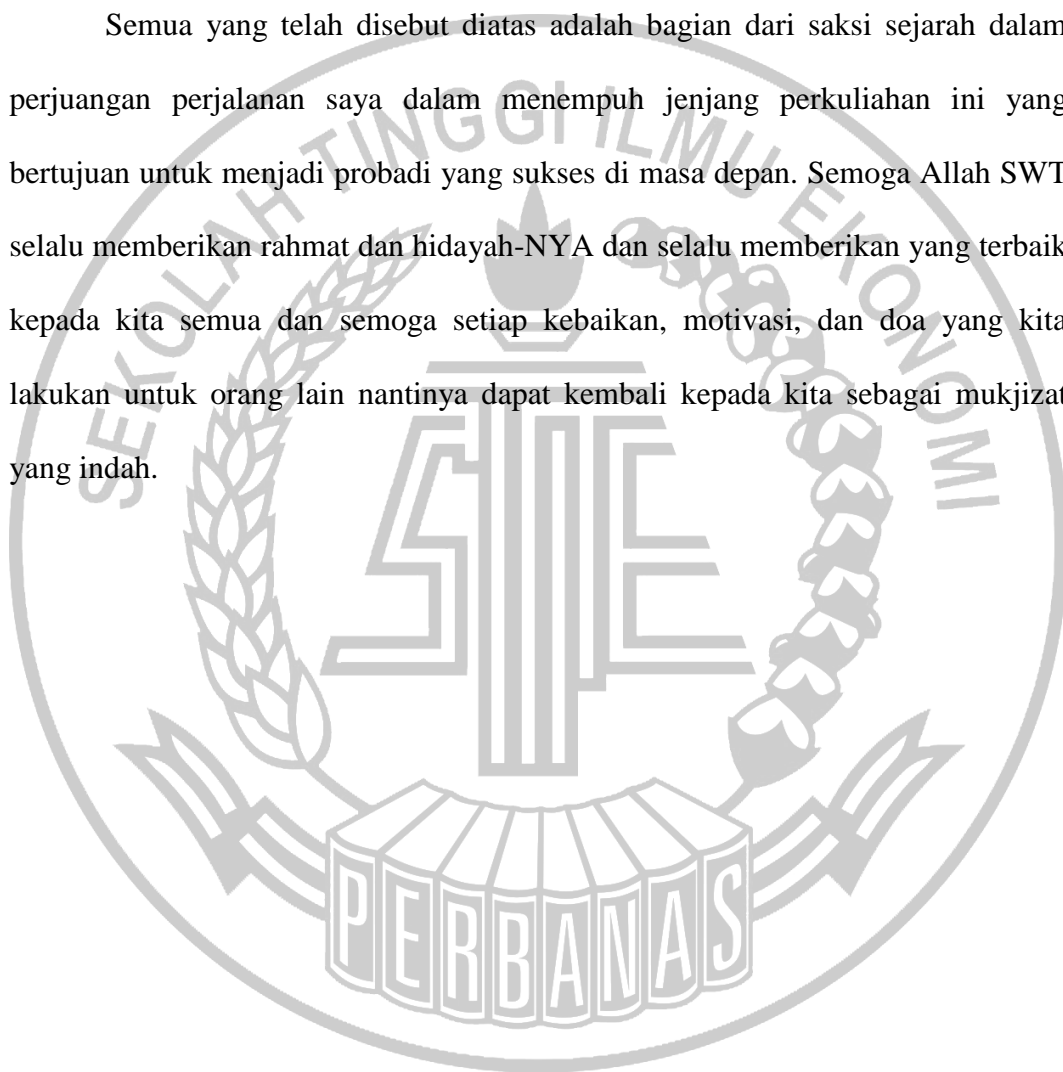 Semua yang telah disebut diatas adalah bagian dari saksi sejarah dalam
perjuangan perjalanan saya dalam menempuh jenjang perkuliahan ini yang
bertujuan untuk menjadi probadi yang sukses di masa depan. Semoga Allah SWT
selalu memberikan rahmat dan hidayah-NYA dan selalu memberikan yang terbaik
kepada kita semua dan semoga setiap kebaikan, motivasi, dan doa yang kita
lakukan untuk orang lain nantinya dapat kembali kepada kita sebagai mukjizat
yang indah.
SEKOLAH TINGGI ILMU EKONOMI
STIE
PERBANAS